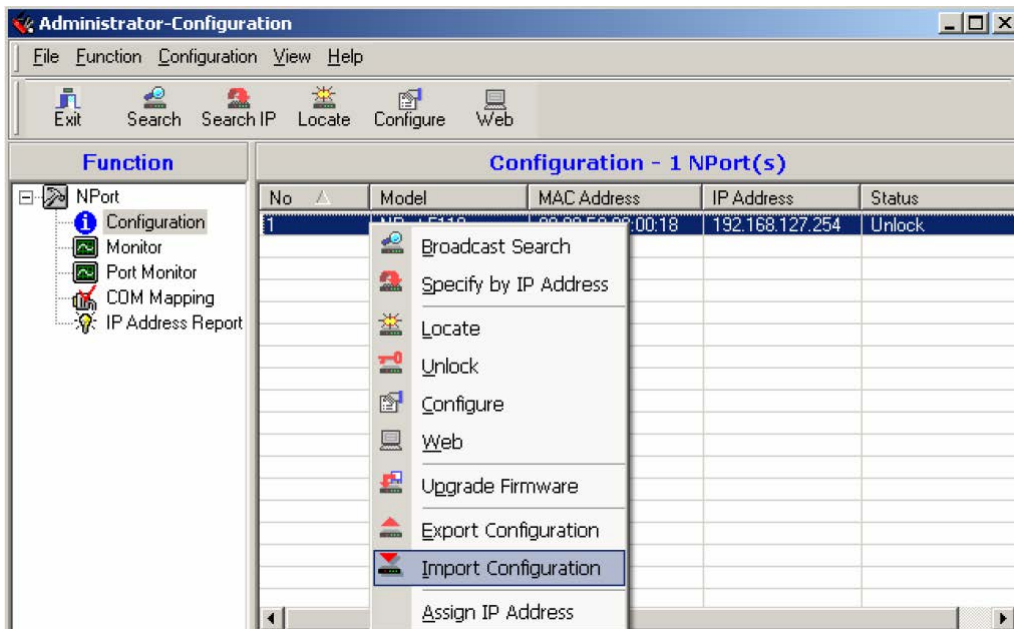 Administrator-Configuration
File Function Configuration View Help
Exit Search Search IP Locate Configure Web
Function
Configuration - 1 NPort(s)
NPort
Configuration
Monitor
Port Monitor
COM Mapping
IP Address Report
No Model MAC Address IP Address Status
1 :00:18 192.168.127.254 Unlock
Broadcast Search
Specify by IP Address
Locate
Unlock
Configure
Web
Upgrade Firmware
Export Configuration
Import Configuration
Assign IP Address